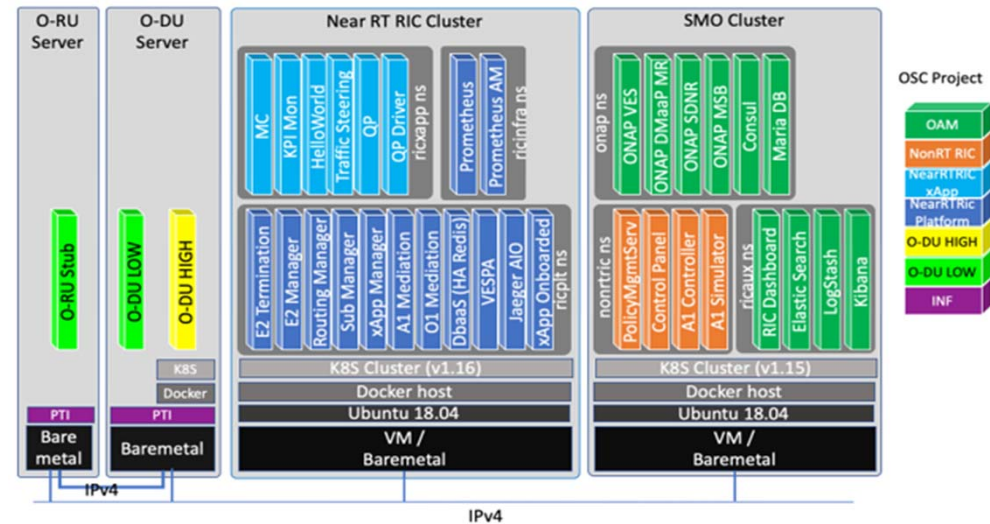 O-RU
Server
O-DU
Server
Near RT RIC Cluster
SMO Cluster
MC
KPI Mon
HelloWorld
Traffic Steering
QP
QP Driver
ricxapp ns
Prometheus
Prometheus AM
ricinfra ns
onap ns
ONAP VES
ONAP DMaaP MR
ONAP SDNR
ONAP MSB
Consul
Maria DB
O-RU Stub
O-DU LOW
O-DU HIGH
E2 Termination
E2 Manager
Routing Manager
Sub Manager
xApp Manager
A1 Mediation
O1 Mediation
DbaaS (HA Redis)
VESPA
Jaeger AIO
xApp Onboarded
ricplt ns
nonrtric ns
PolicyMgmtServ
Control Panel
A1 Controller
A1 Simulator
ricaux ns
RIC Dashboard
Elastic Search
LogStash
Kibana
K8S
Docker
PTI
Bare
metal
PTI
Baremetal
K8S Cluster (v1.16)
Docker host
Ubuntu 18.04
VM /
Baremetal
K8S Cluster (v1.15)
Docker host
Ubuntu 18.04
VM /
Baremetal
IPv4
IPv4
OSC Project
OAM
NonRT RIC
NearRTRIC
xApp
NearRTRic
Platform
O-DU HIGH
O-DU LOW
INF